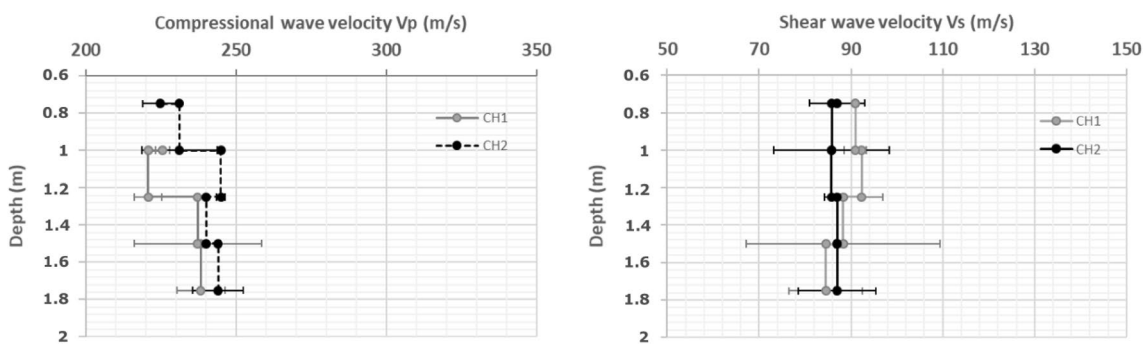 Compressional wave velocity Vp (m/s)
200 250 300 350
0.6
0.8
1
1.2
1.4
1.6
1.8
2
Depth (m)
CH1
CH2
Shear wave velocity Vs (m/s)
50 70 90 110 130 150
0.6
0.8
1
1.2
1.4
1.6
1.8
2
Depth (m)
CH1
CH2